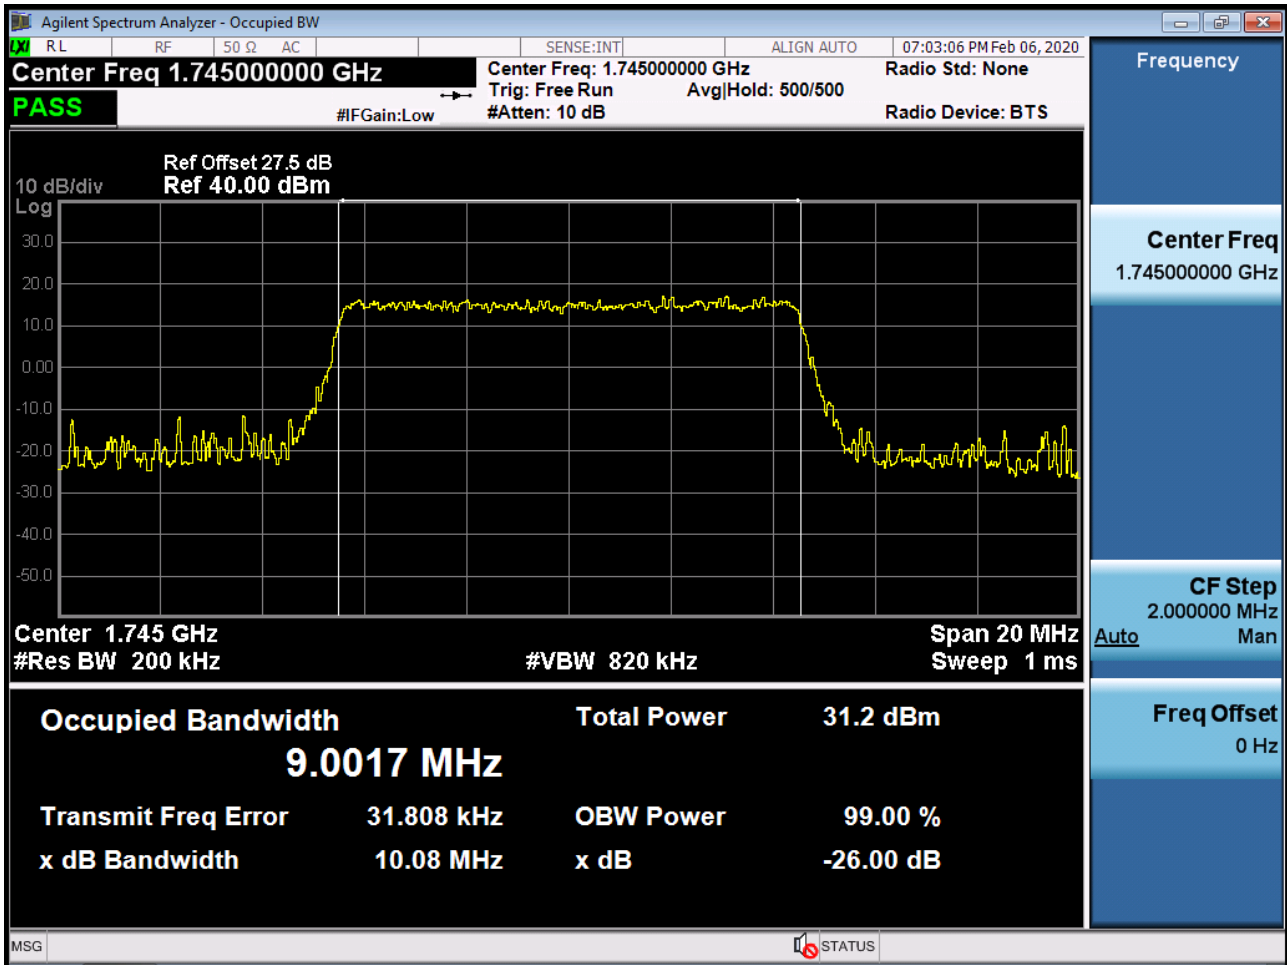 Agilent Spectrum Analyzer - Occupied BW
LXI RL RF 50 Ω AC SENSE:INT ALIGN AUTO 07:03:06 PM Feb 06, 2020
Center Freq 1.745000000 GHz
Center Freq: 1.745000000 GHz
Radio Std: None
Trig: Free Run Avg|Hold: 500/500
PASS
#IFGain:Low
#Atten: 10 dB
Radio Device: BTS
Ref Offset 27.5 dB
10 dB/div Ref 40.00 dBm
Log
30.0
20.0
10.0
0.00
-10.0
-20.0
-30.0
-40.0
-50.0
Center 1.745 GHz Span 20 MHz
#Res BW 200 kHz #VBW 820 kHz Sweep 1 ms
Occupied Bandwidth Total Power 31.2 dBm
9.0017 MHz
Transmit Freq Error 31.808 kHz OBW Power 99.00 %
x dB Bandwidth 10.08 MHz x dB -26.00 dB
MSG STATUS
Frequency
Center Freq
1.745000000 GHz
CF Step
2.000000 MHz
Auto Man
Freq Offset
0 Hz